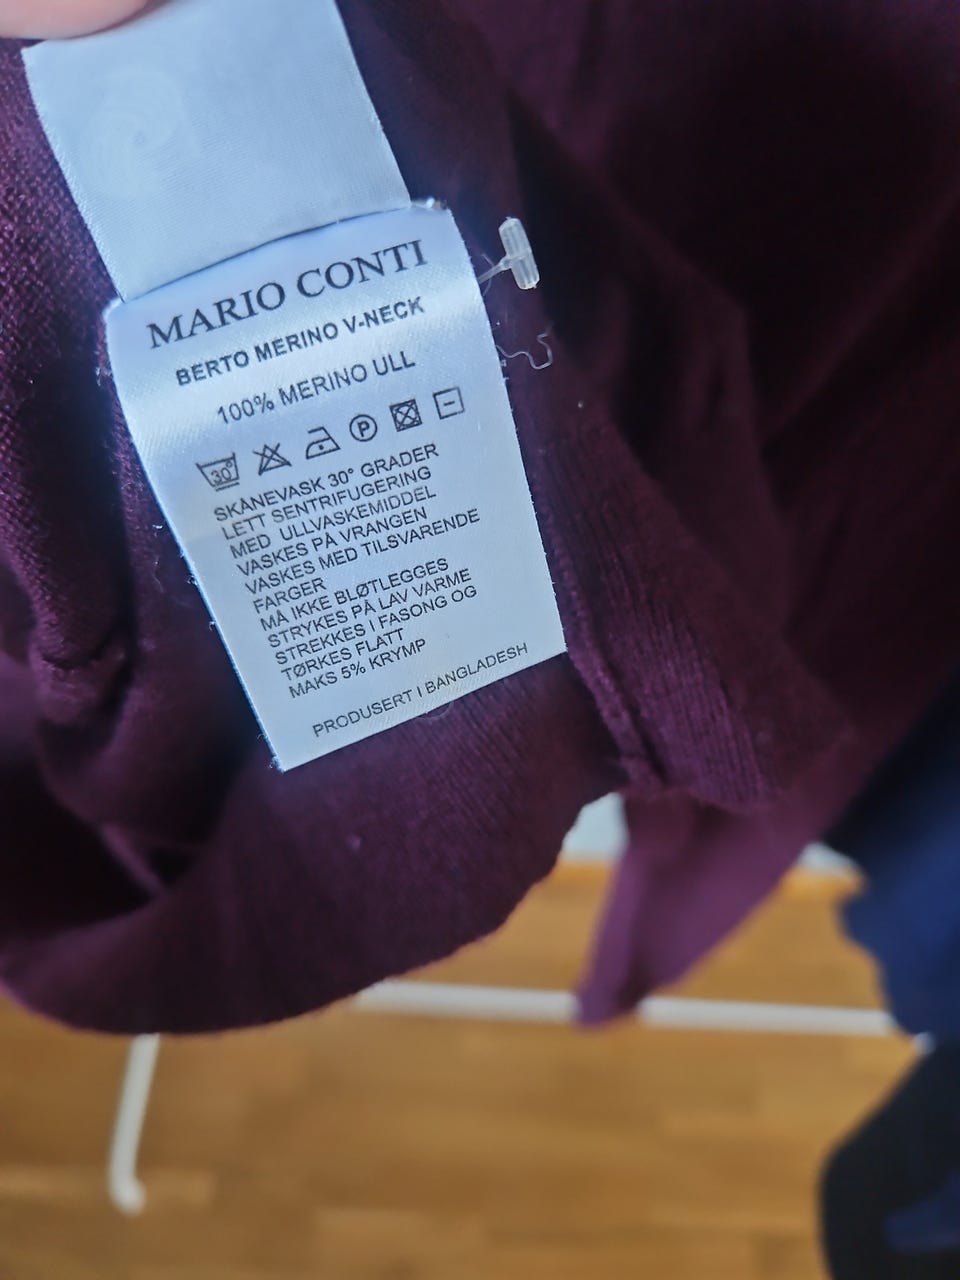 MARIO CONTI
BERTO MERINO V-NECK
100% MERINO ULL
30° P
SKÅNEVASK 30° GRADER
LETT SENTRIFUGERING
MED ULLVASKEMIDDEL
VASKES PÅ VRANGEN
VASKES MED TILSVARENDE
FARGER
MÅ IKKE BLØTLEGGES
STRYKES PÅ LAV VARME
STREKKES I FASONG OG
TØRKES FLATT
MAKS 5% KRYMP
PRODUSERT I BANGLADESH